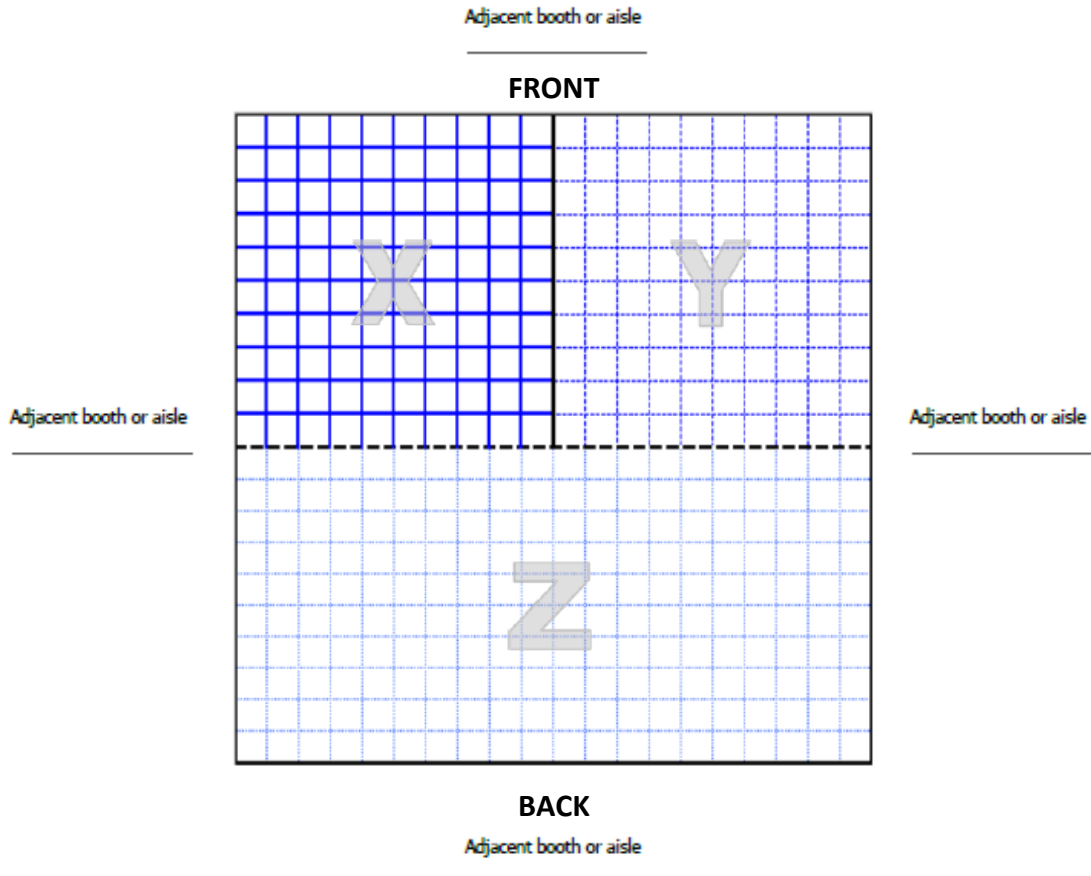 Adjacent booth or aisle
FRONT
X Y
Adjacent booth or aisle
Adjacent booth or aisle
Z
BACK
Adjacent booth or aisle